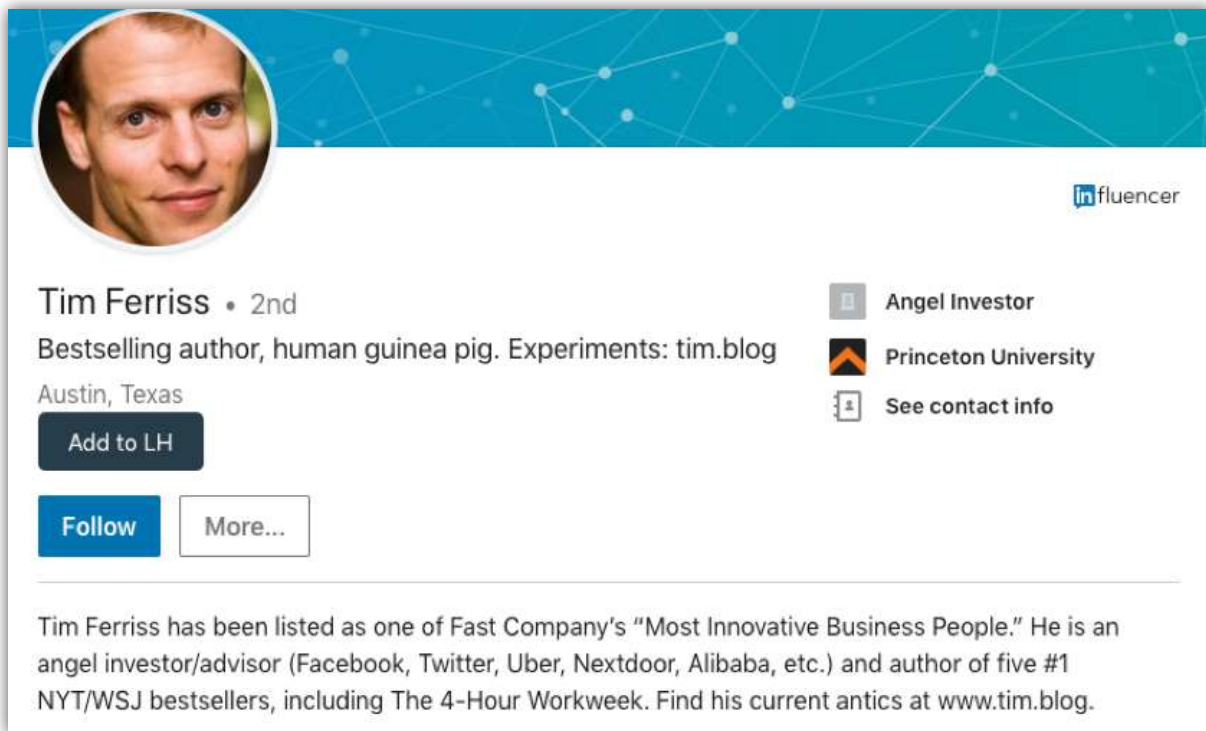 influencer
Tim Ferriss • 2nd
Bestselling author, human guinea pig. Experiments: tim.blog
Austin, Texas
Add to LH
Follow
More...
Angel Investor
Princeton University
See contact info
Tim Ferriss has been listed as one of Fast Company’s “Most Innovative Business People.” He is an
angel investor/advisor (Facebook, Twitter, Uber, Nextdoor, Alibaba, etc.) and author of five #1
NYT/WSJ bestsellers, including The 4-Hour Workweek. Find his current antics at www.tim.blog.